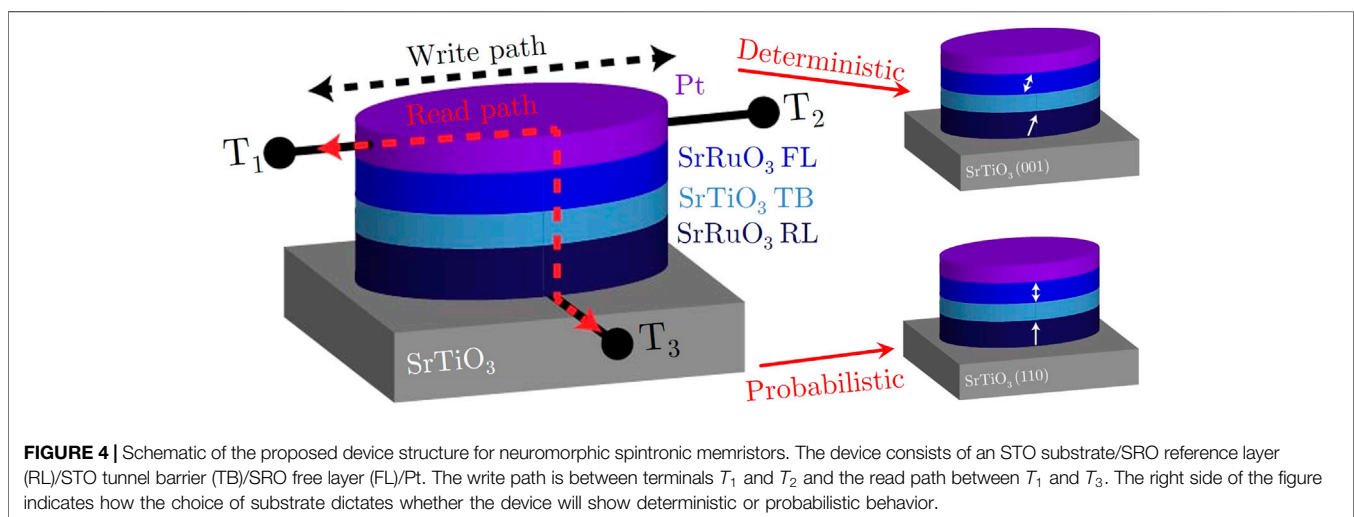 Write path
Deterministic
Pt
Read path
T₁
T₂
SrRuO₃ FL
SrTiO₃ TB
SrRuO₃ RL
SrTiO₃ (001)
T₃
SrTiO₃
Probabilistic
SrTiO₃ (110)
FIGURE 4 | Schematic of the proposed device structure for neuromorphic spintronic memristors. The device consists of an STO substrate/SRO reference layer
(RL)/STO tunnel barrier (TB)/SRO free layer (FL)/Pt. The write path is between terminals T₁ and T₂ and the read path between T₁ and T₃. The right side of the figure
indicates how the choice of substrate dictates whether the device will show deterministic or probabilistic behavior.